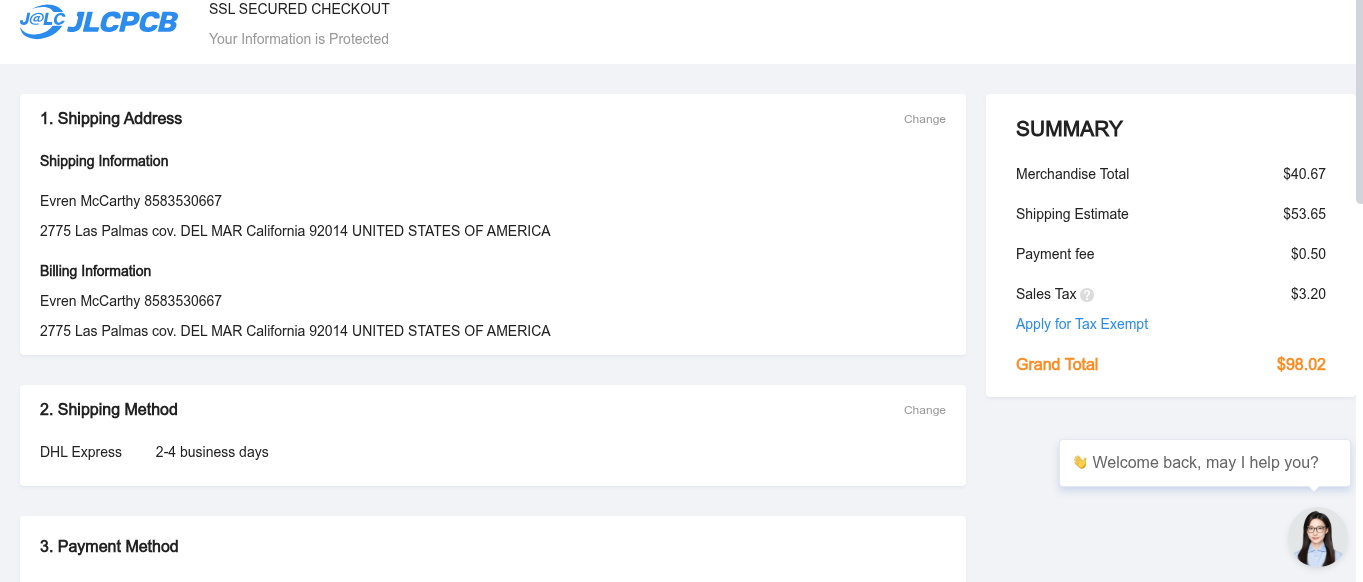 J@LC JLCPCB
SSL SECURED CHECKOUT
Your Information is Protected
1. Shipping Address
Change
Shipping Information
Evren McCarthy 8583530667
2775 Las Palmas cov. DEL MAR California 92014 UNITED STATES OF AMERICA
Billing Information
Evren McCarthy 8583530667
2775 Las Palmas cov. DEL MAR California 92014 UNITED STATES OF AMERICA
2. Shipping Method
Change
DHL Express 2-4 business days
3. Payment Method
SUMMARY
Merchandise Total $40.67
Shipping Estimate $53.65
Payment fee $0.50
Sales Tax ? $3.20
Apply for Tax Exempt
Grand Total $98.02
👋 Welcome back, may I help you?